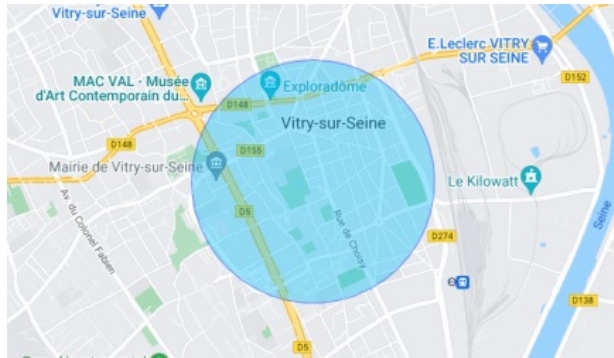 Vitry-sur-Seine
E.Leclerc VITRY
SUR SEINE
D152
MAC VAL - Musée
d'Art Contemporain du...
Exploradôme
D148
Vitry-sur-Seine
D148
D155
Mairie de Vitry-sur-Seine
Le Kilowatt
Av. du Colonel Fabien
D5
Rue de Choisy
Seine
D274
D138
D5